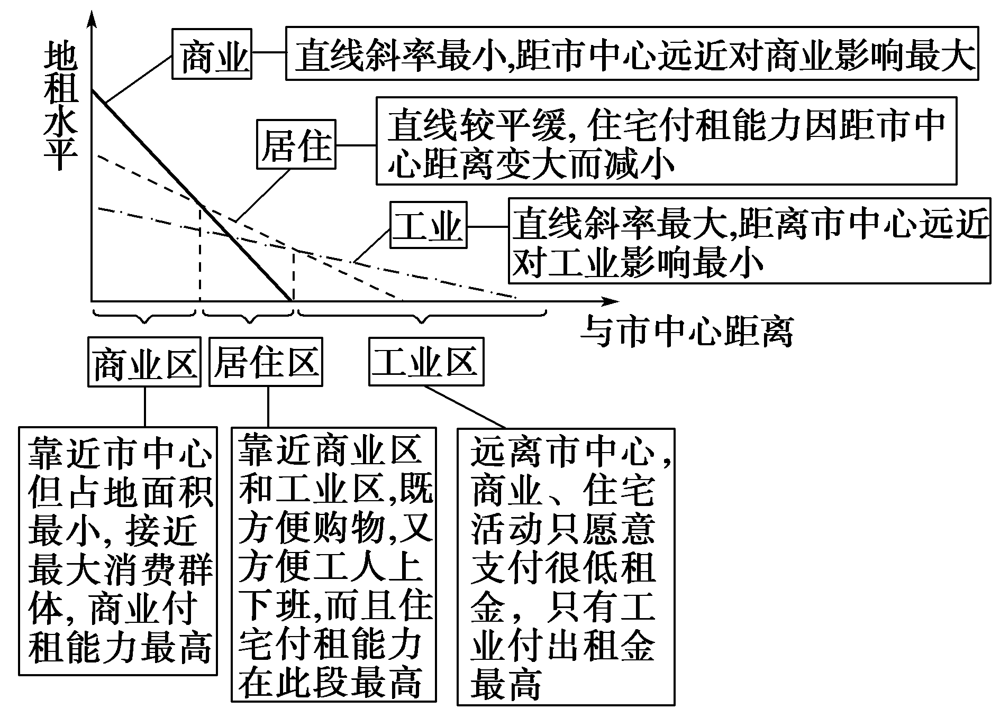 地租水平
商业
直线斜率最小,距市中心远近对商业影响最大
居住
直线较平缓,住宅付租能力因距市中
心距离变大而减小
工业
直线斜率最大,距离市中心远近
对工业影响最小
与市中心距离
商业区
居住区
工业区
靠近市中心
但占地面积
最小,接近
最大消费群
体,商业付
租能力最高
靠近商业区
和工业区,既
方便购物,又
方便工人上
下班,而且住
宅付租能力
在此段最高
远离市中心,
商业、住宅
活动只愿意
支付很低租
金,只有工
业付出租金
最高